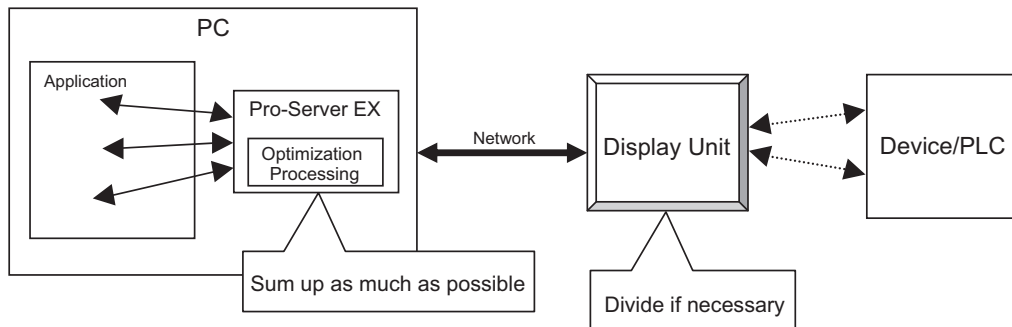 PC
Application
Pro-Server EX
Optimization
Processing
Network
Display Unit
Device/PLC
Sum up as much as possible
Divide if necessary